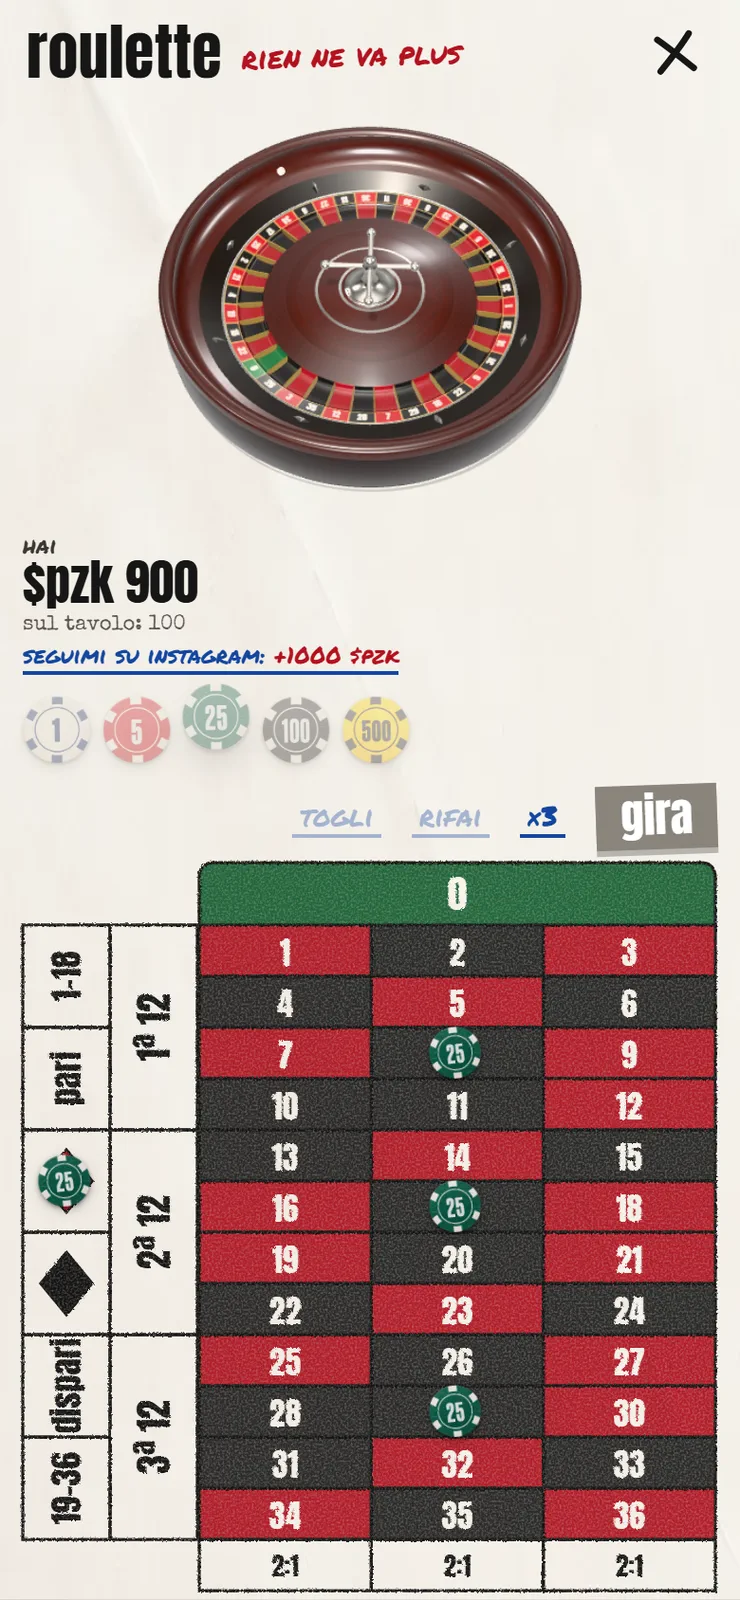 roulette RIEN NE VA PLUS
HAI
$pzk 900
sul tavolo: 100
SEGUIMI SU INSTAGRAM: +1000 $PZK
1 5 25 100 500
TOGLI RIFAI x3 gira
0
1-18
pari
25
dispari
19-36
1ª 12
2ª 12
3ª 12
1 2 3
4 5 6
7 25 9
10 11 12
13 14 15
16 25 18
19 20 21
22 23 24
25 26 27
28 25 30
31 32 33
34 35 36
2:1 2:1 2:1